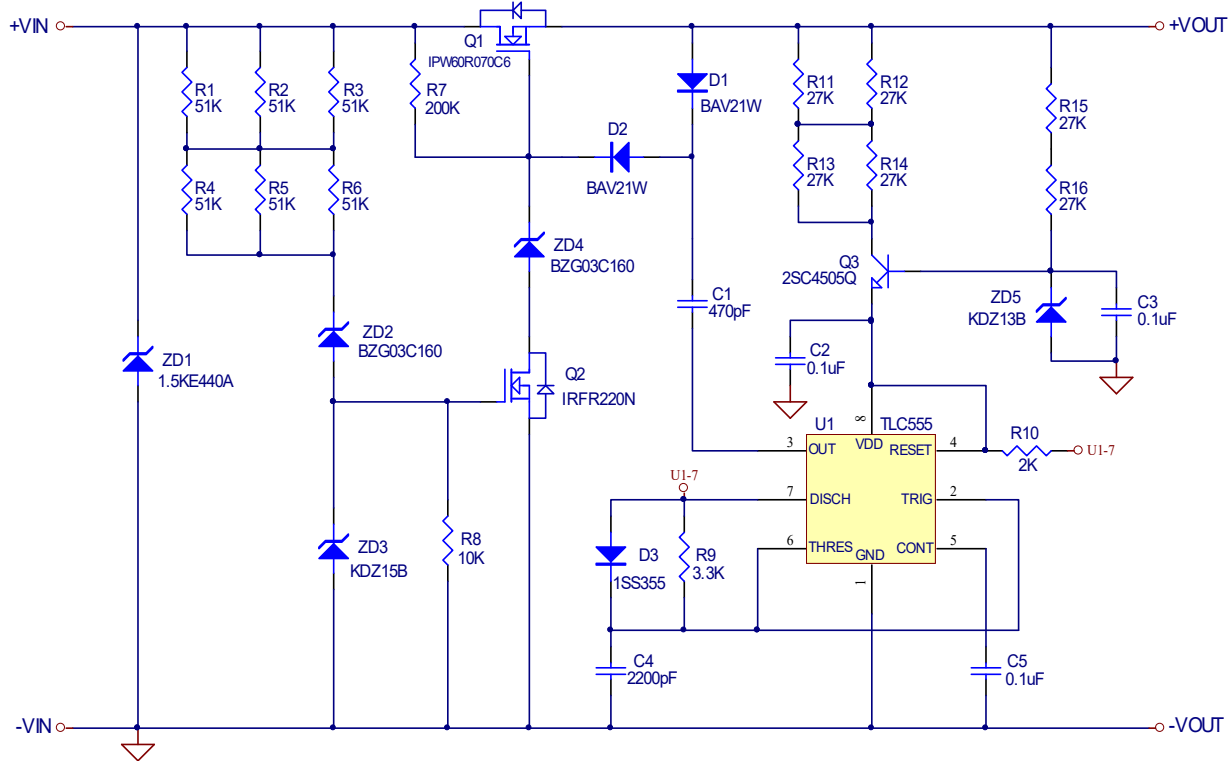 +VIN
+VOUT
Q1
IPW60R070C6
R1
51K
R2
51K
R3
51K
R7
200K
D1
BAV21W
R11
27K
R12
27K
R15
27K
D2
BAV21W
R4
51K
R5
51K
R6
51K
R13
27K
R14
27K
R16
27K
ZD4
BZG03C160
Q3
2SC4505Q
C1
470pF
ZD5
KDZ13B
C3
0.1uF
ZD2
BZG03C160
ZD1
1.5KE440A
C2
0.1uF
Q2
IRFR220N
U1
TLC555
8
VDD
3
OUT
RESET
4
R10
2K
U1-7
U1-7
7
DISCH
TRIG
2
6
THRES
GND
CONT
5
1
ZD3
KDZ15B
R8
10K
D3
1SS355
R9
3.3K
C4
2200pF
C5
0.1uF
-VIN
-VOUT